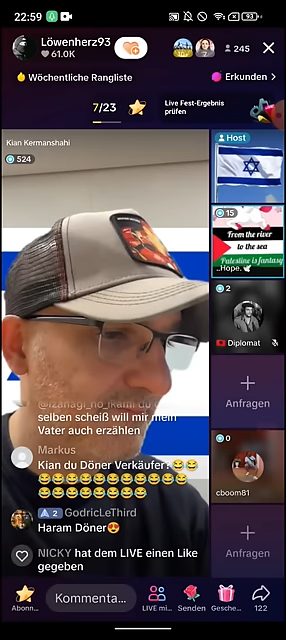 22:59
93
Löwenherz93
61.0K
245
Wöchentliche Rangliste
Erkunden >
7/23
Live Fest-Ergebnis
prüfen
Kian Kermanshahi
524
Host
15
From the river
to the sea
Palestine is fantasy
..Hope.
2
Diplomat
Anfragen
0
cboom81
Anfragen
selben scheiß will mir mein
Vater auch erzählen
Markus
Kian du Döner Verkäufer?
A 2 GodricLeThird
Haram Döner
NICKY hat dem LIVE einen Like
gegeben
Abonn...
Kommenta...
LIVE mi...
Senden
Gesche...
122